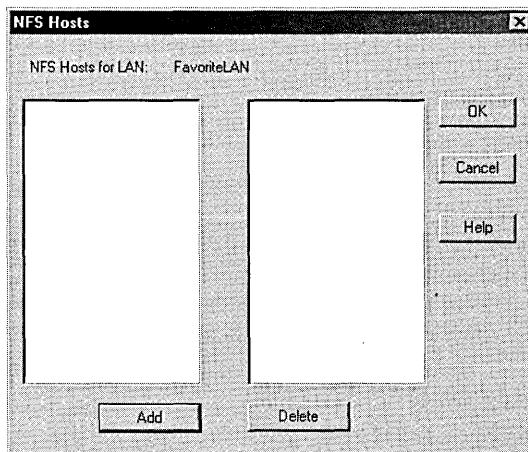 NFS Hosts
NFS Hosts for LAN: FavoriteLAN
OK
Cancel
Help
Add
Delete